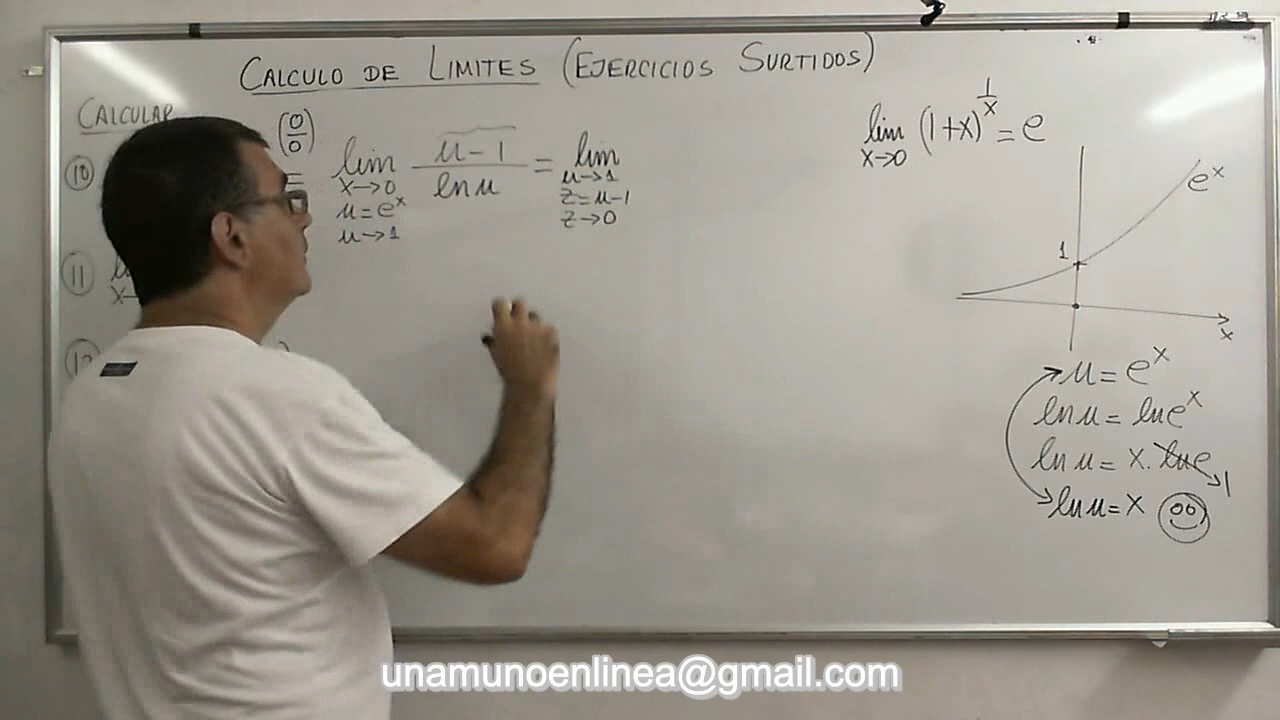 CALCULO DE LIMITES (EJERCICIOS SURTIDOS)
CALCULAR
10
(0/0)
= lim (u-1)/(ln u) = lim
x→0 u→1
u=e^x z=u-1
u→1 z→0
11
x→
12
lim (1+x)^(1/x) = e
x→0
e^x
1
x
u = e^x
ln u = ln e^x
ln u = x. ln e 1
ln u = x
unamunoenlinea@gmail.com